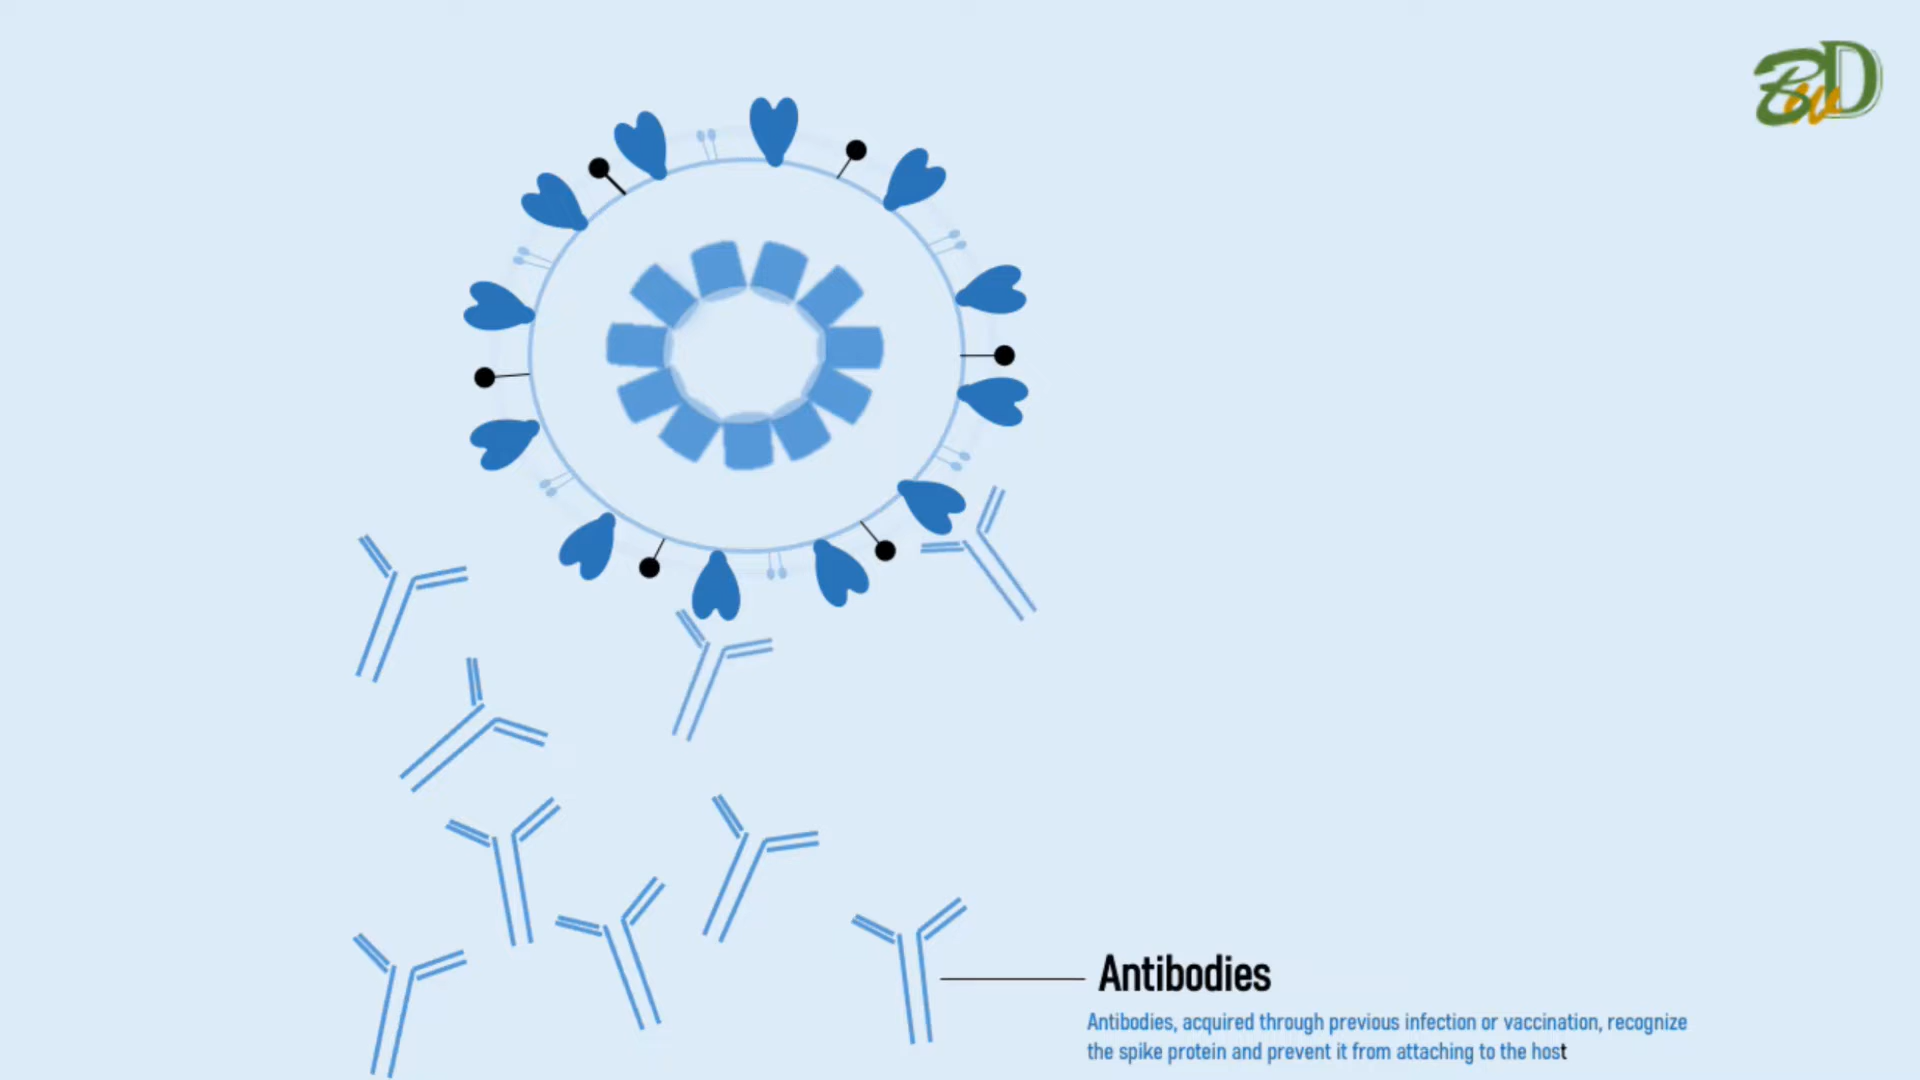 BwD
Antibodies
Antibodies, acquired through previous infection or vaccination, recognize
the spike protein and prevent it from attaching to the host